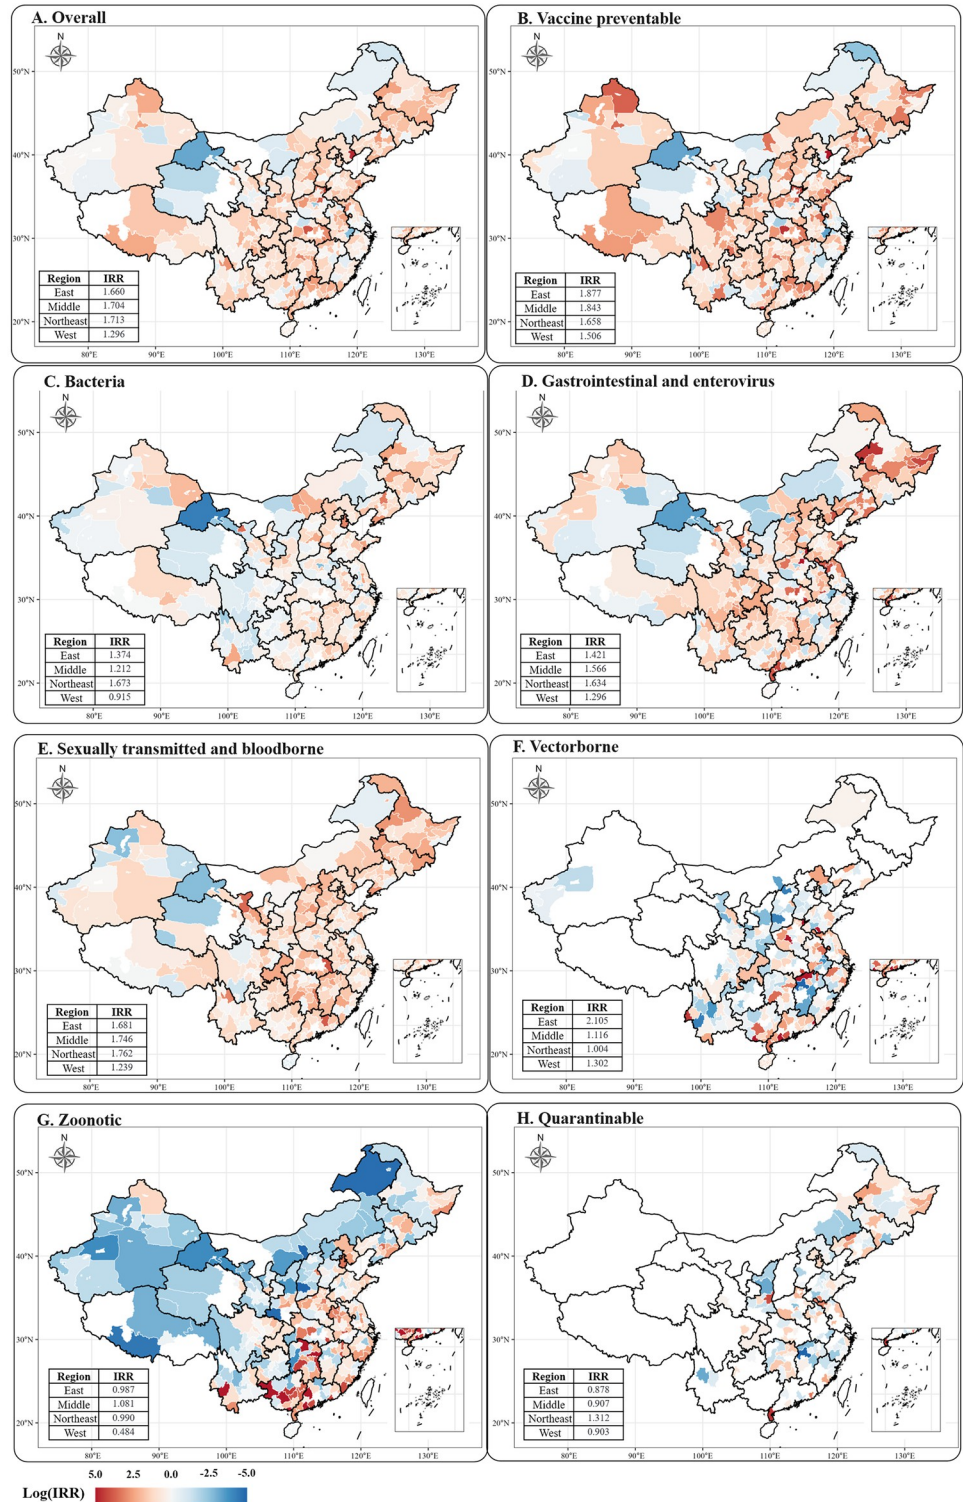 A. Overall
N
50°N
40°N
30°N
20°N
Region IRR
East 1.660
Middle 1.704
Northeast 1.713
West 1.296
80°E 90°E 100°E 110°E 120°E 130°E
B. Vaccine preventable
N
50°N
40°N
30°N
20°N
Region IRR
East 1.877
Middle 1.843
Northeast 1.658
West 1.506
80°E 90°E 100°E 110°E 120°E 130°E
C. Bacteria
N
50°N
40°N
30°N
20°N
Region IRR
East 1.374
Middle 1.212
Northeast 1.673
West 0.915
80°E 90°E 100°E 110°E 120°E 130°E
D. Gastrointestinal and enterovirus
N
50°N
40°N
30°N
20°N
Region IRR
East 1.421
Middle 1.566
Northeast 1.634
West 1.296
80°E 90°E 100°E 110°E 120°E 130°E
E. Sexually transmitted and bloodborne
N
50°N
40°N
30°N
20°N
Region IRR
East 1.681
Middle 1.746
Northeast 1.762
West 1.239
80°E 90°E 100°E 110°E 120°E 130°E
F. Vectorborne
N
50°N
40°N
30°N
20°N
Region IRR
East 2.105
Middle 1.116
Northeast 1.004
West 1.302
80°E 90°E 100°E 110°E 120°E 130°E
G. Zoonotic
N
50°N
40°N
30°N
20°N
Region IRR
East 0.987
Middle 1.081
Northeast 0.990
West 0.484
80°E 90°E 100°E 110°E 120°E 130°E
H. Quarantinable
N
50°N
40°N
30°N
20°N
Region IRR
East 0.878
Middle 0.907
Northeast 1.312
West 0.903
80°E 90°E 100°E 110°E 120°E 130°E
5.0 2.5 0.0 -2.5 -5.0
Log(IRR)